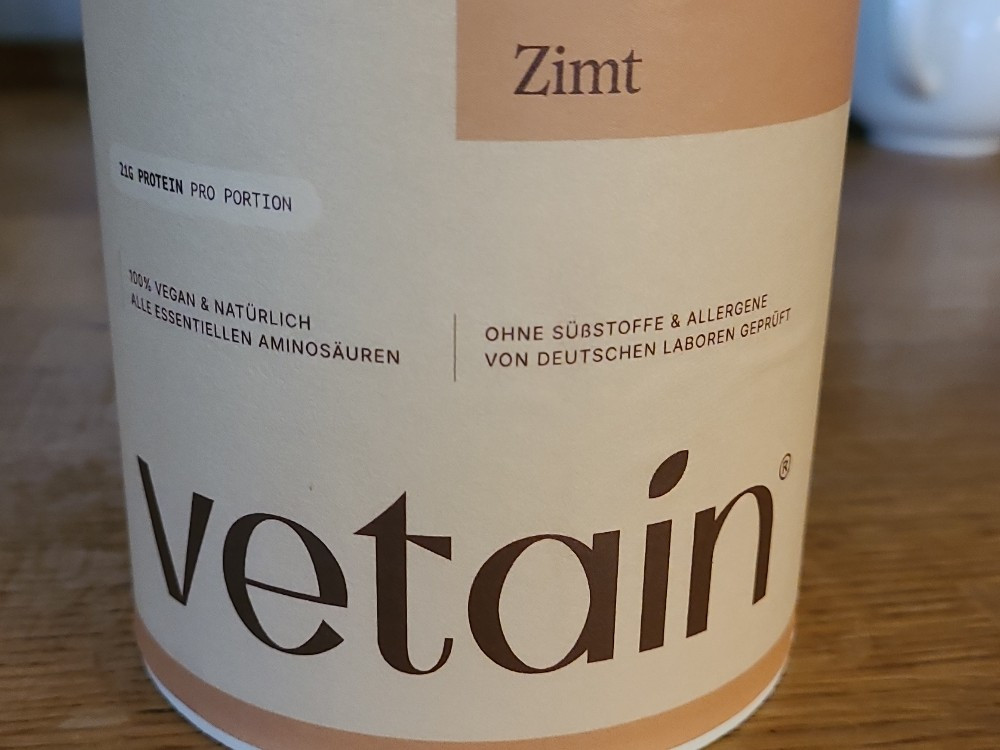 Zimt
21G PROTEIN PRO PORTION
100% VEGAN & NATÜRLICH
ALLE ESSENTIELLEN AMINOSÄUREN
OHNE SÜßSTOFFE & ALLERGENE
VON DEUTSCHEN LABOREN GEPRÜFT
vetain®